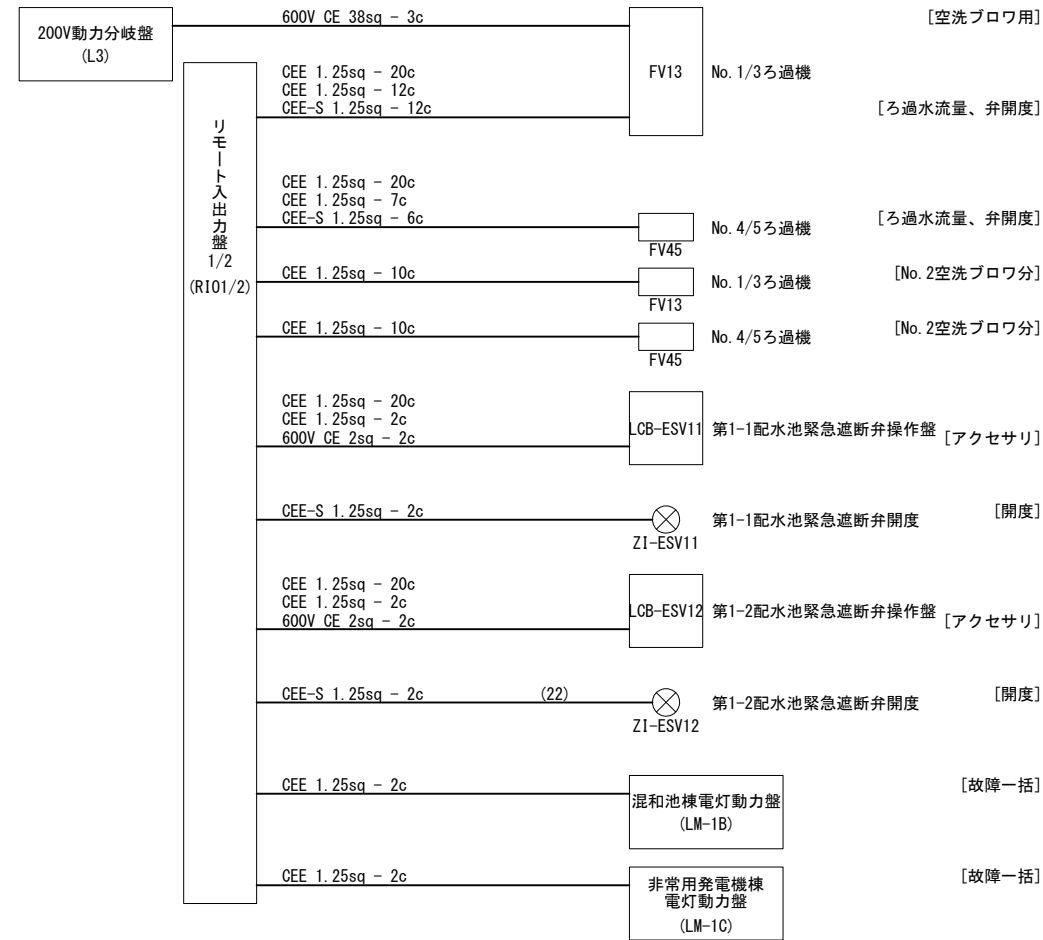 600V CE 38sq - 3c
[空洗ブロワ用]
200V動力分岐盤
(L3)
FV13
No.1/3ろ過機
CEE 1.25sq - 20c
CEE 1.25sq - 12c
CEE-S 1.25sq - 12c
[ろ過水流量、弁開度]
リモート入出力盤
1/2
(RIO1/2)
CEE 1.25sq - 20c
CEE 1.25sq - 7c
CEE-S 1.25sq - 6c
FV45
No.4/5ろ過機
[ろ過水流量、弁開度]
CEE 1.25sq - 10c
FV13
No.1/3ろ過機
[No.2空洗ブロワ分]
CEE 1.25sq - 10c
FV45
No.4/5ろ過機
[No.2空洗ブロワ分]
CEE 1.25sq - 20c
CEE 1.25sq - 2c
600V CE 2sq - 2c
LCB-ESV11
第1-1配水池緊急遮断弁操作盤
[アクセサリ]
CEE-S 1.25sq - 2c
ZI-ESV11
第1-1配水池緊急遮断弁開度
[開度]
CEE 1.25sq - 20c
CEE 1.25sq - 2c
600V CE 2sq - 2c
LCB-ESV12
第1-2配水池緊急遮断弁操作盤
[アクセサリ]
CEE-S 1.25sq - 2c
(22)
ZI-ESV12
第1-2配水池緊急遮断弁開度
[開度]
CEE 1.25sq - 2c
混和池棟電灯動力盤
(LM-1B)
[故障一括]
CEE 1.25sq - 2c
非常用発電機棟
電灯動力盤
(LM-1C)
[故障一括]